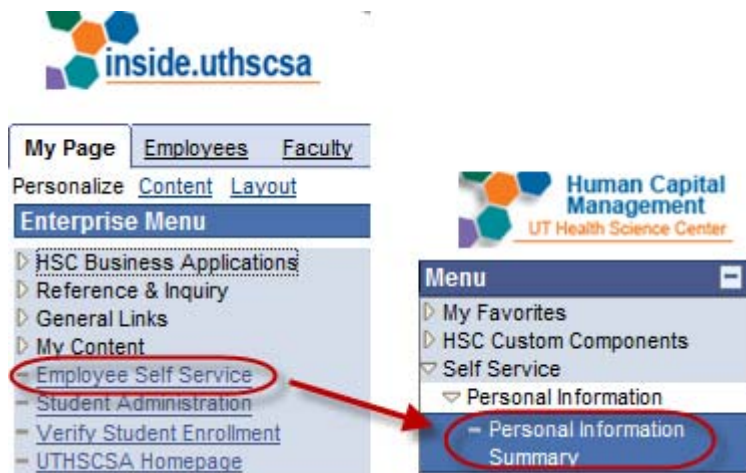 inside.uthscsa
My Page Employees Faculty
Personalize Content Layout
Enterprise Menu
HSC Business Applications
Reference & Inquiry
General Links
My Content
Employee Self Service
Student Administration
Verify Student Enrollment
UTHSCSA Homepage
Human Capital
Management
UT Health Science Center
Menu
My Favorites
HSC Custom Components
Self Service
Personal Information
Personal Information
Summary